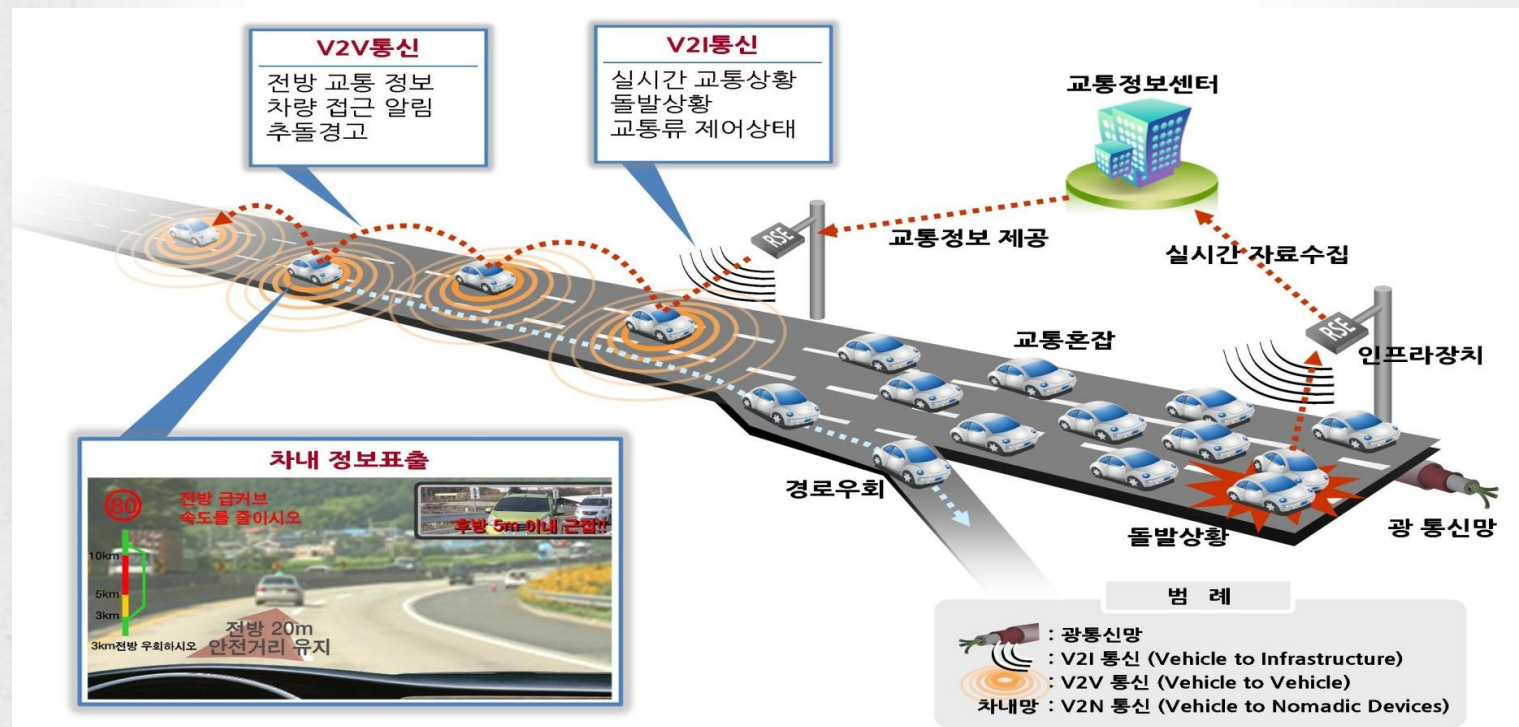 V2V통신
전방 교통 정보
차량 접근 알림
추돌경고
V2I통신
실시간 교통상황
돌발상황
교통류 제어상태
교통정보센터
RSE
교통정보 제공
실시간 자료수집
RSE
인프라장치
교통혼잡
경로우회
돌발상황
광 통신망
차내 정보표출
80
전방 급커브
속도를 줄이시오
후방 5m 이내 근접!!
10km
5km
3km
3km전방 우회하시오
전방 20m
안전거리 유지
범 례
: 광통신망
: V2I 통신 (Vehicle to Infrastructure)
: V2V 통신 (Vehicle to Vehicle)
차내망 : V2N 통신 (Vehicle to Nomadic Devices)